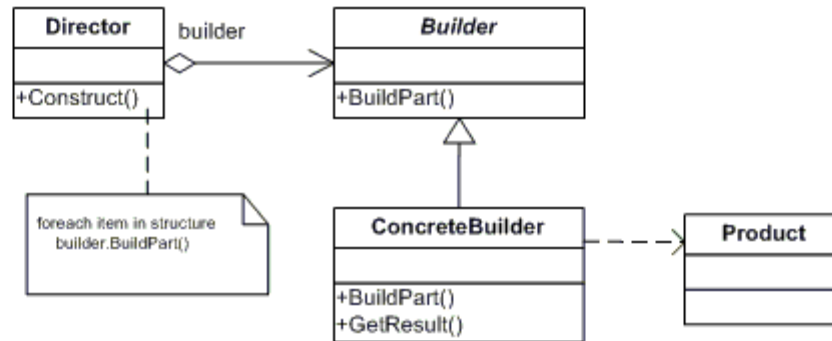 Director
builder
Builder
+Construct()
+BuildPart()
foreach item in structure
builder.BuildPart()
ConcreteBuilder
Product
+BuildPart()
+GetResult()